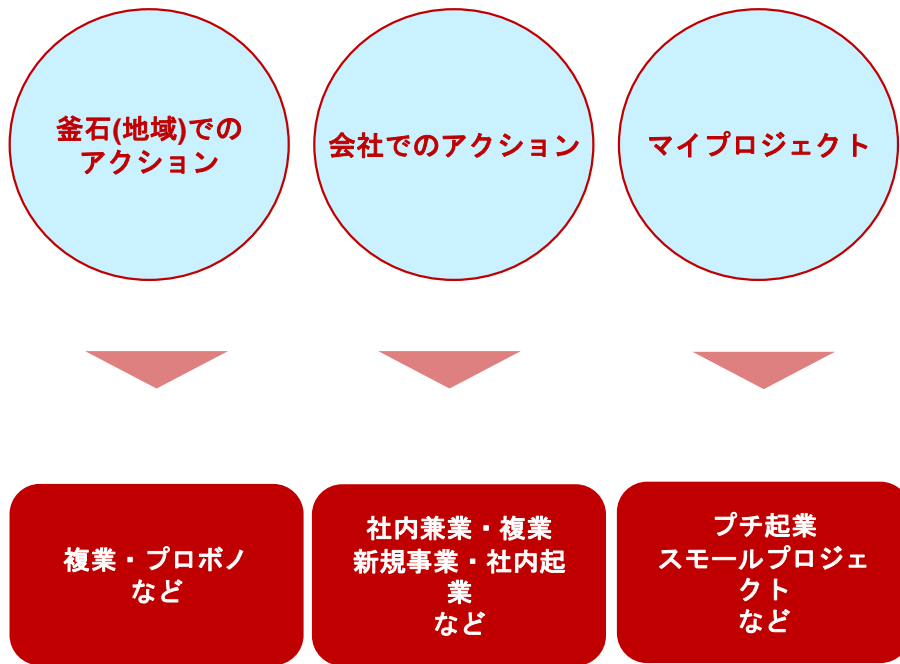 釜石(地域)での
アクション
会社でのアクション
マイプロジェクト
複業・プロボノ
など
社内兼業・複業
新規事業・社内起
業
など
プチ起業
スモールプロジェ
クト
など